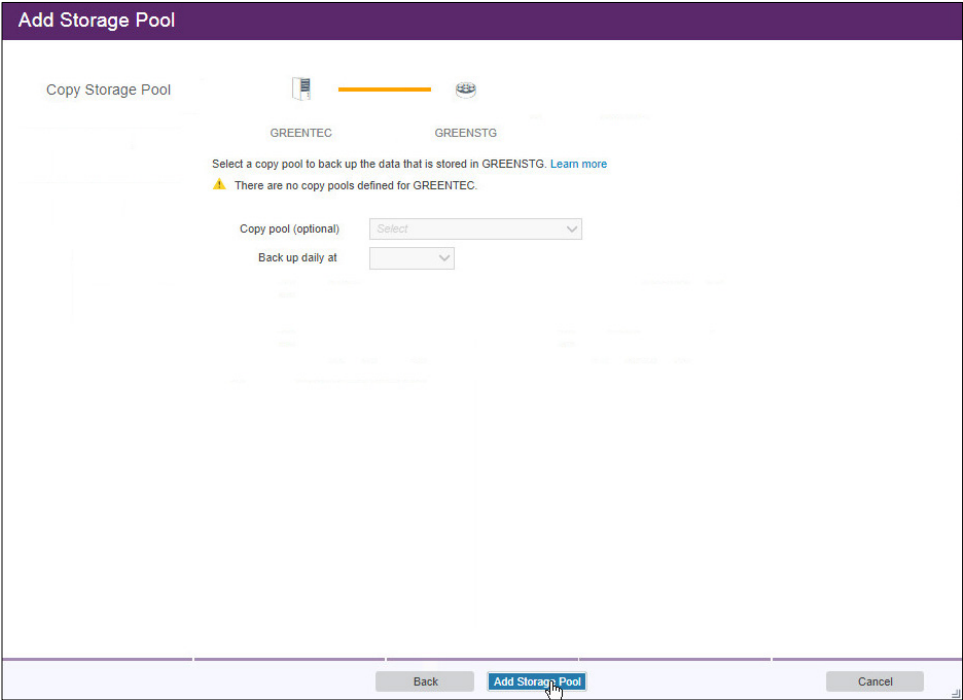 Add Storage Pool
Copy Storage Pool
GREENTEC GREENSTG
Select a copy pool to back up the data that is stored in GREENSTG. Learn more
There are no copy pools defined for GREENTEC.
Copy pool (optional) Select
Back up daily at
Back Add Storage Pool Cancel